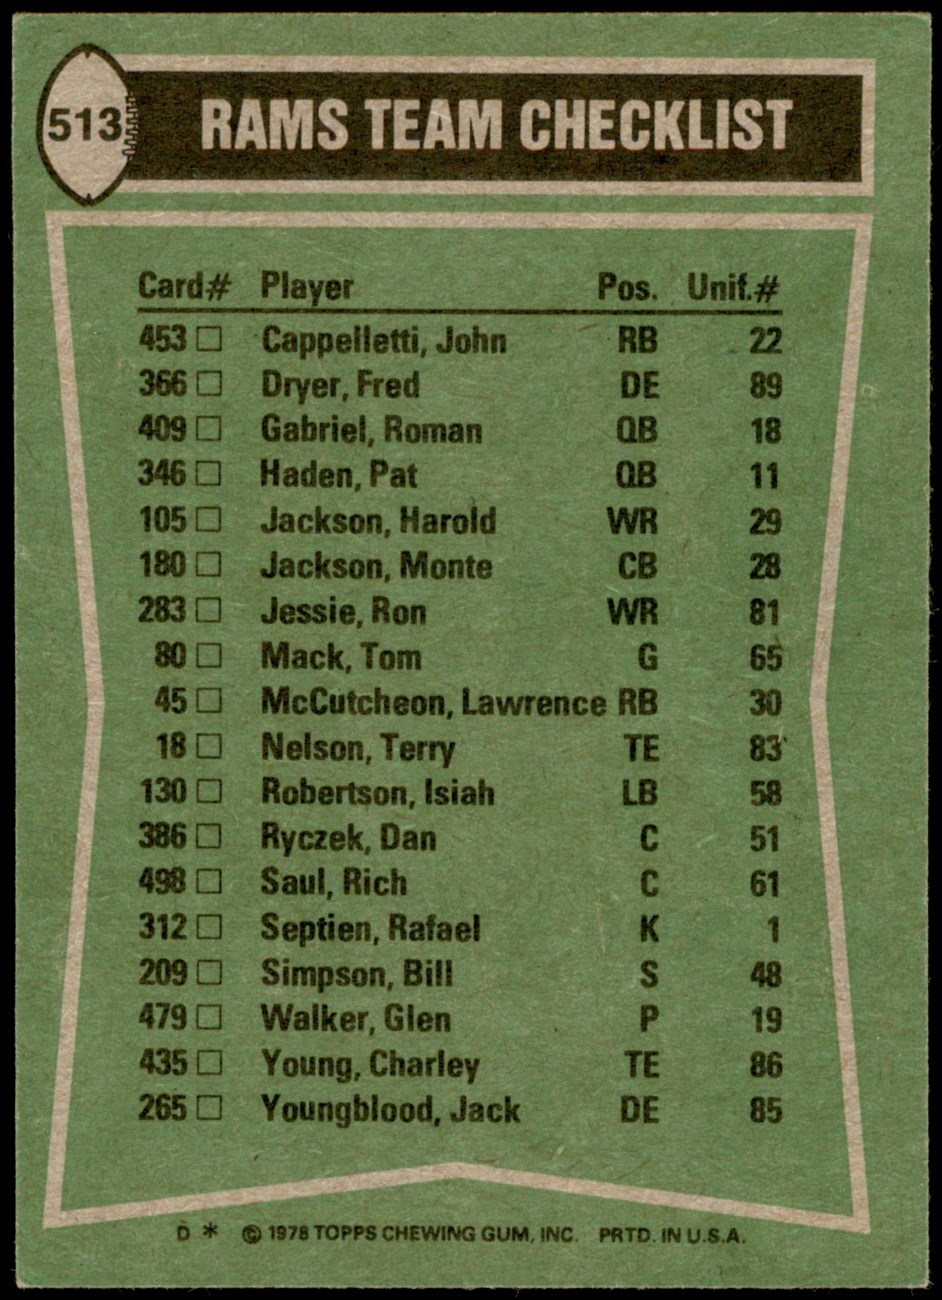 513 RAMS TEAM CHECKLIST
Card# Player Pos. Unif.#
453 □ Cappelletti, John RB 22
366 □ Dryer, Fred DE 89
409 □ Gabriel, Roman QB 18
346 □ Haden, Pat QB 11
105 □ Jackson, Harold WR 29
180 □ Jackson, Monte CB 28
283 □ Jessie, Ron WR 81
80 □ Mack, Tom G 65
45 □ McCutcheon, Lawrence RB 30
18 □ Nelson, Terry TE 83
130 □ Robertson, Isiah LB 58
386 □ Ryczek, Dan C 51
498 □ Saul, Rich C 61
312 □ Septien, Rafael K 1
209 □ Simpson, Bill S 48
479 □ Walker, Glen P 19
435 □ Young, Charley TE 86
265 □ Youngblood, Jack DE 85
D * © 1978 TOPPS CHEWING GUM, INC. PRTD. IN U.S.A.